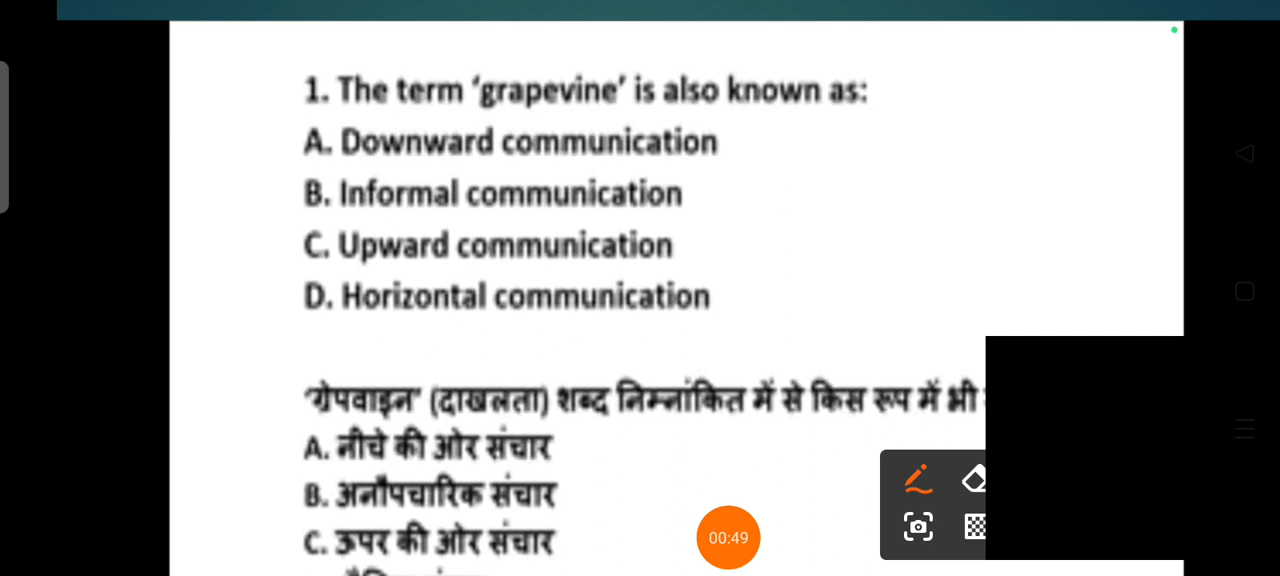 1. The term ‘grapevine’ is also known as:
A. Downward communication
B. Informal communication
C. Upward communication
D. Horizontal communication
‘ग्रेपवाइन’ (दाखलता) शब्द निम्नांकित में से किस रूप में भी
A. नीचे की ओर संचार
B. अनौपचारिक संचार
C. ऊपर की ओर संचार
00:49